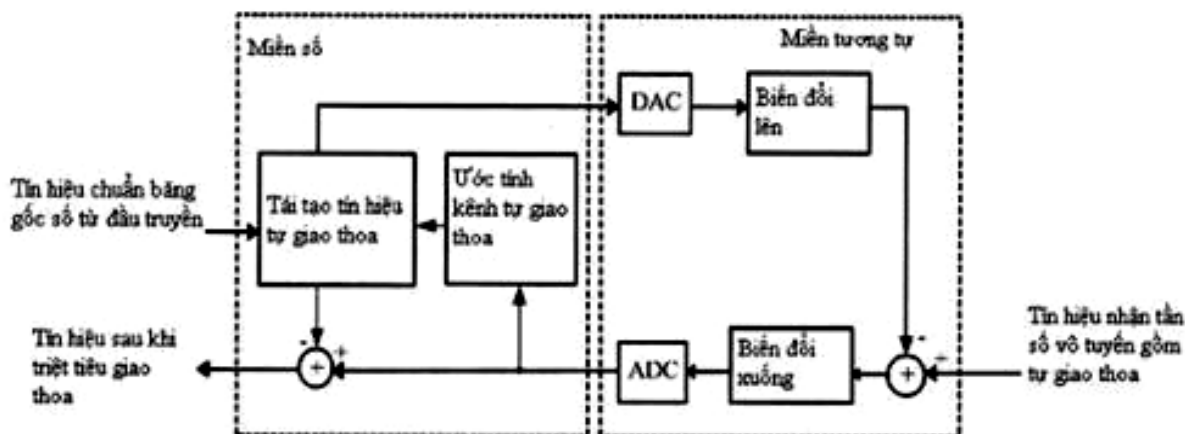 Miền số
Miền tương tự
DAC
Biến đổi
lên
Tín hiệu chuẩn băng
gốc số từ đầu truyền
Tái tạo tín hiệu
tự giao thoa
Ước tính
kênh tự giao
thoa
Tín hiệu sau khi
triệt tiêu giao
thoa
-
+
+
ADC
Biến đổi
xuống
-
+
+
Tín hiệu nhận tần
số vô tuyến gồm
tự giao thoa